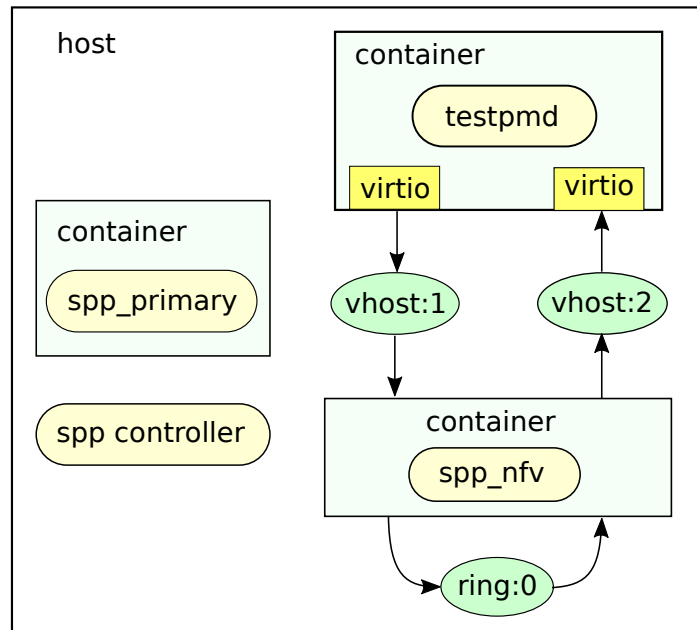 host
container
testpmd
virtio
virtio
container
spp_primary
vhost:1
vhost:2
spp controller
container
spp_nfv
ring:0